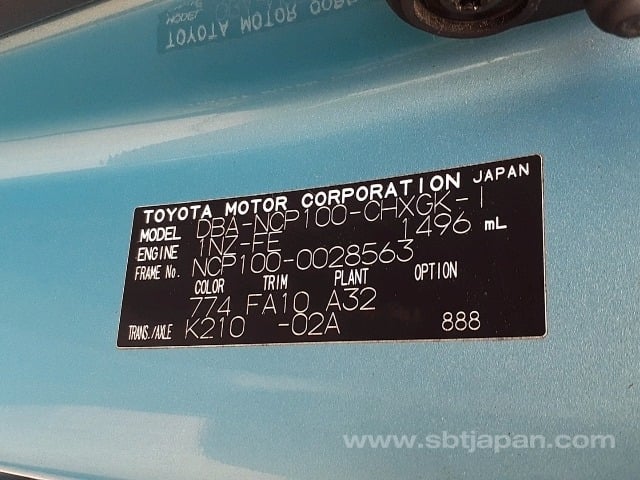 TOYOTA MOTOR CORPORATION JAPAN
MODEL DBA-NCP100-CHXGK-I
ENGINE 1NZ-FE 1496 mL
FRAME No. NCP100-0028563
COLOR TRIM PLANT OPTION
774 FA10 A32
TRANS./AXLE K210 -02A 888
www.sbtjapan.com